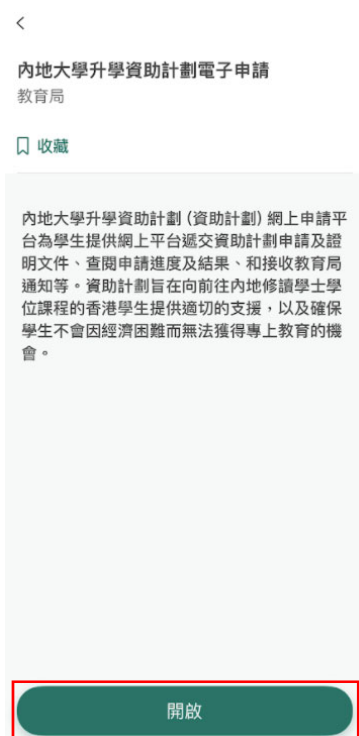 內地大學升學資助計劃電子申請
教育局
收藏
內地大學升學資助計劃 (資助計劃) 網上申請平
台為學生提供網上平台遞交資助計劃申請及證
明文件、查閱申請進度及結果、和接收教育局
通知等。資助計劃旨在向前往內地修讀學士學
位課程的香港學生提供適切的支援，以及確保
學生不會因經濟困難而無法獲得專上教育的機
會。
開啟